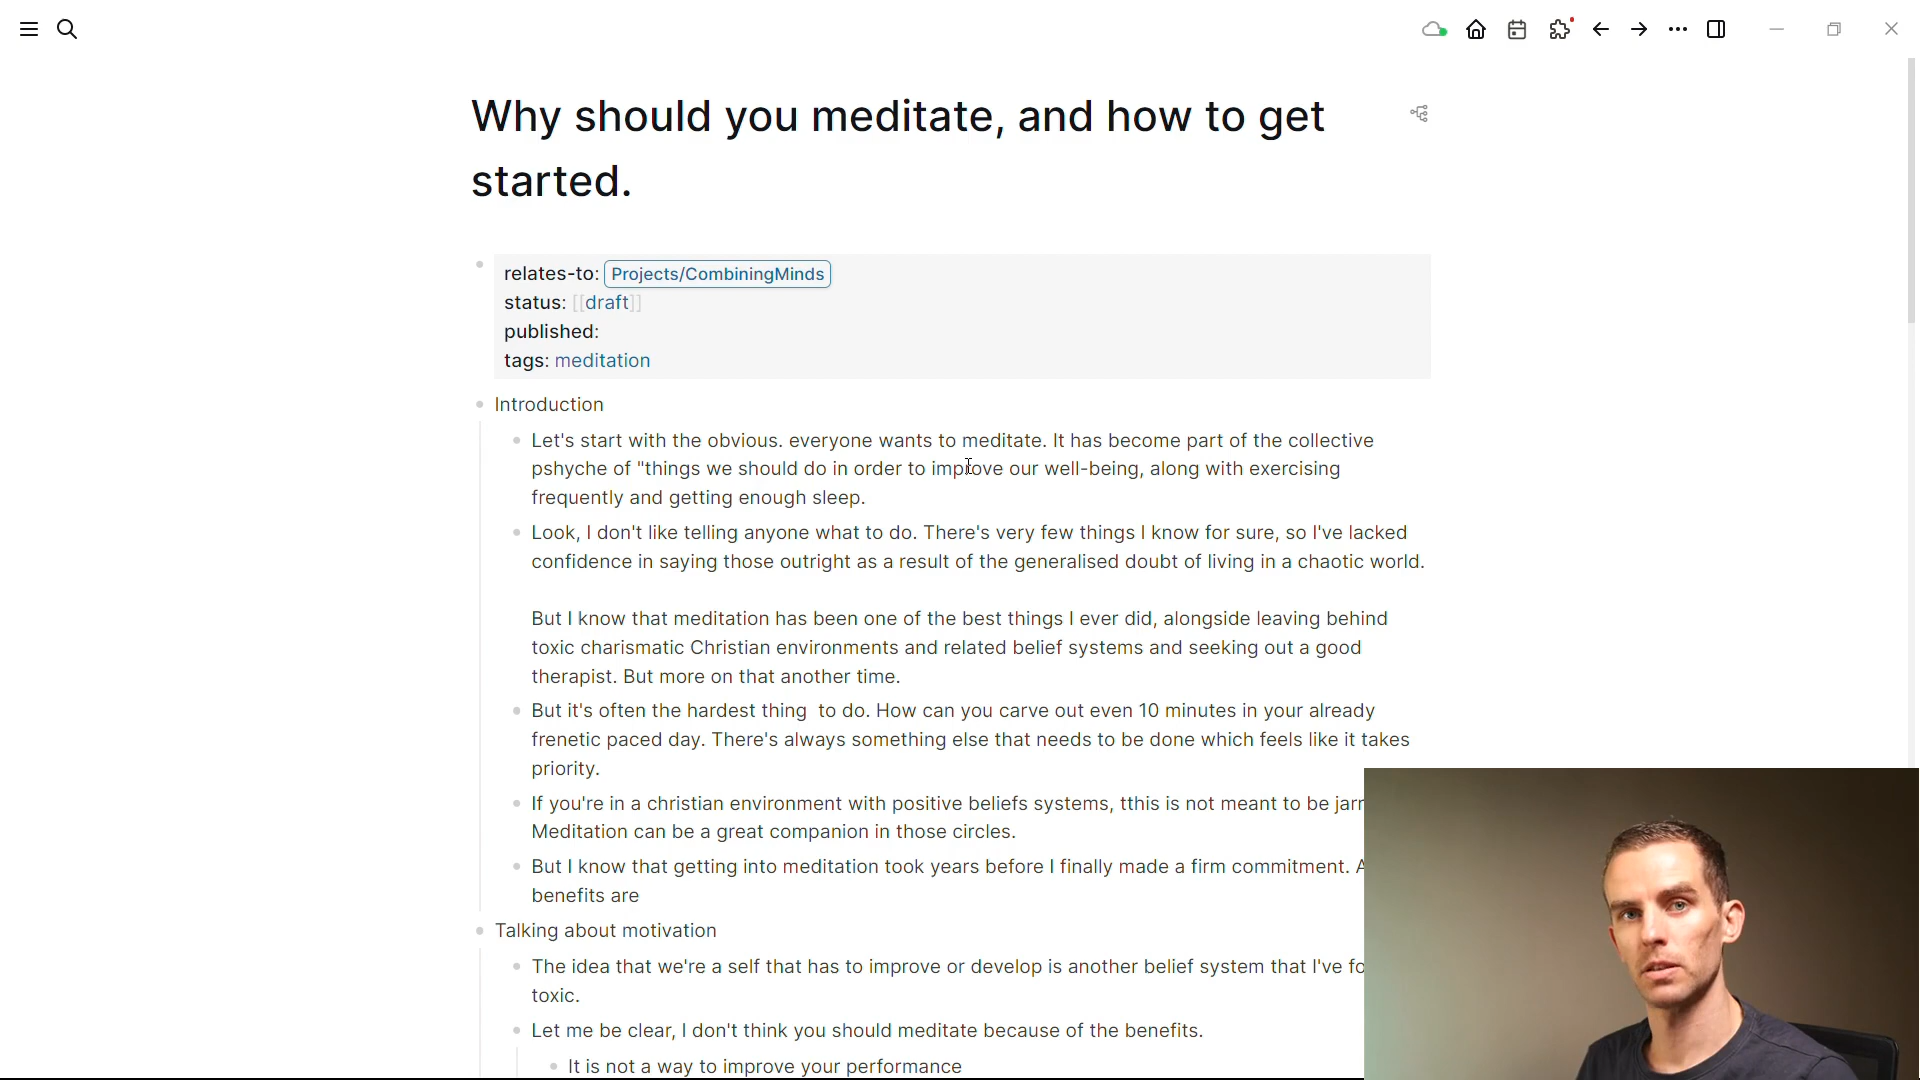 Why should you meditate, and how to get
started.
relates-to: Projects/CombiningMinds
status: [[draft]]
published:
tags: meditation
Introduction
Let's start with the obvious. everyone wants to meditate. It has become part of the collective
pshyche of "things we should do in order to improve our well-being, along with exercising
frequently and getting enough sleep.
Look, I don't like telling anyone what to do. There's very few things I know for sure, so I've lacked
confidence in saying those outright as a result of the generalised doubt of living in a chaotic world.
But I know that meditation has been one of the best things I ever did, alongside leaving behind
toxic charismatic Christian environments and related belief systems and seeking out a good
therapist. But more on that another time.
But it's often the hardest thing  to do. How can you carve out even 10 minutes in your already
frenetic paced day. There's always something else that needs to be done which feels like it takes
priority.
If you're in a christian environment with positive beliefs systems, tthis is not meant to be
Meditation can be a great companion in those circles.
But I know that getting into meditation took years before I finally made a firm commitment.
benefits are
Talking about motivation
The idea that we're a self that has to improve or develop is another belief system that I've
toxic.
Let me be clear, I don't think you should meditate because of the benefits.
It is not a way to improve your performance